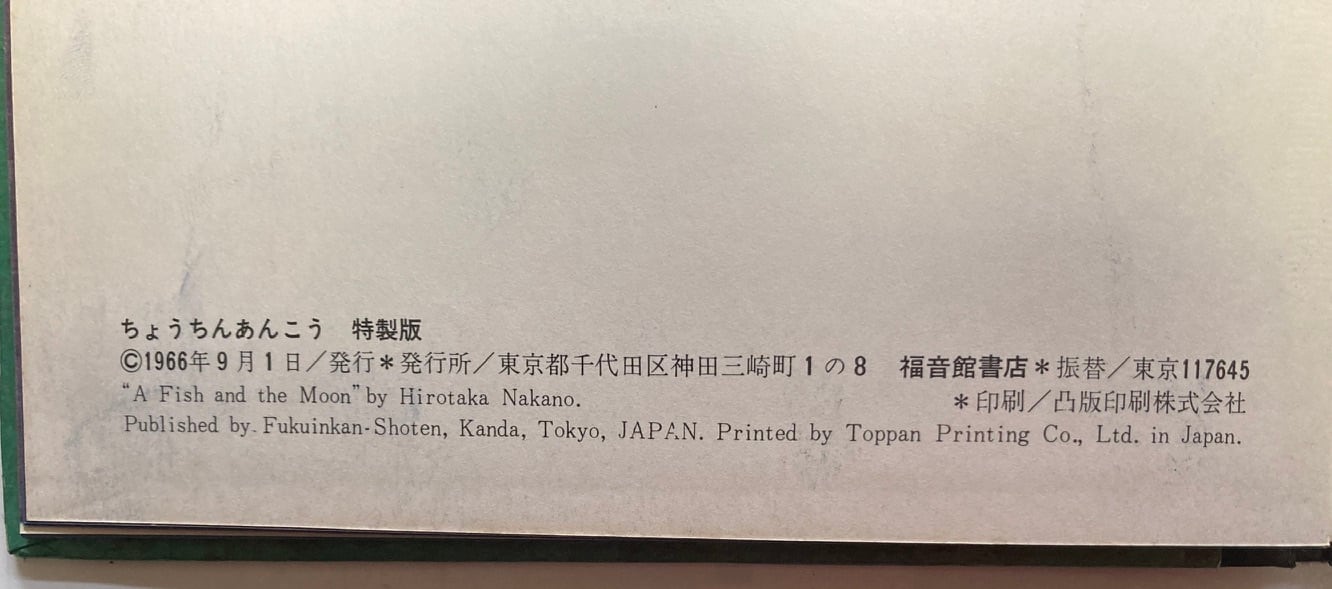 ちょうちんあんこう 特製版
©1966年9月1日/発行*発行所/東京都千代田区神田三崎町1の8 福音館書店*振替/東京117645
"A Fish and the Moon" by Hirotaka Nakano. *印刷/凸版印刷株式会社
Published by Fukuinkan-Shoten, Kanda, Tokyo, JAPAN. Printed by Toppan Printing Co., Ltd. in Japan.